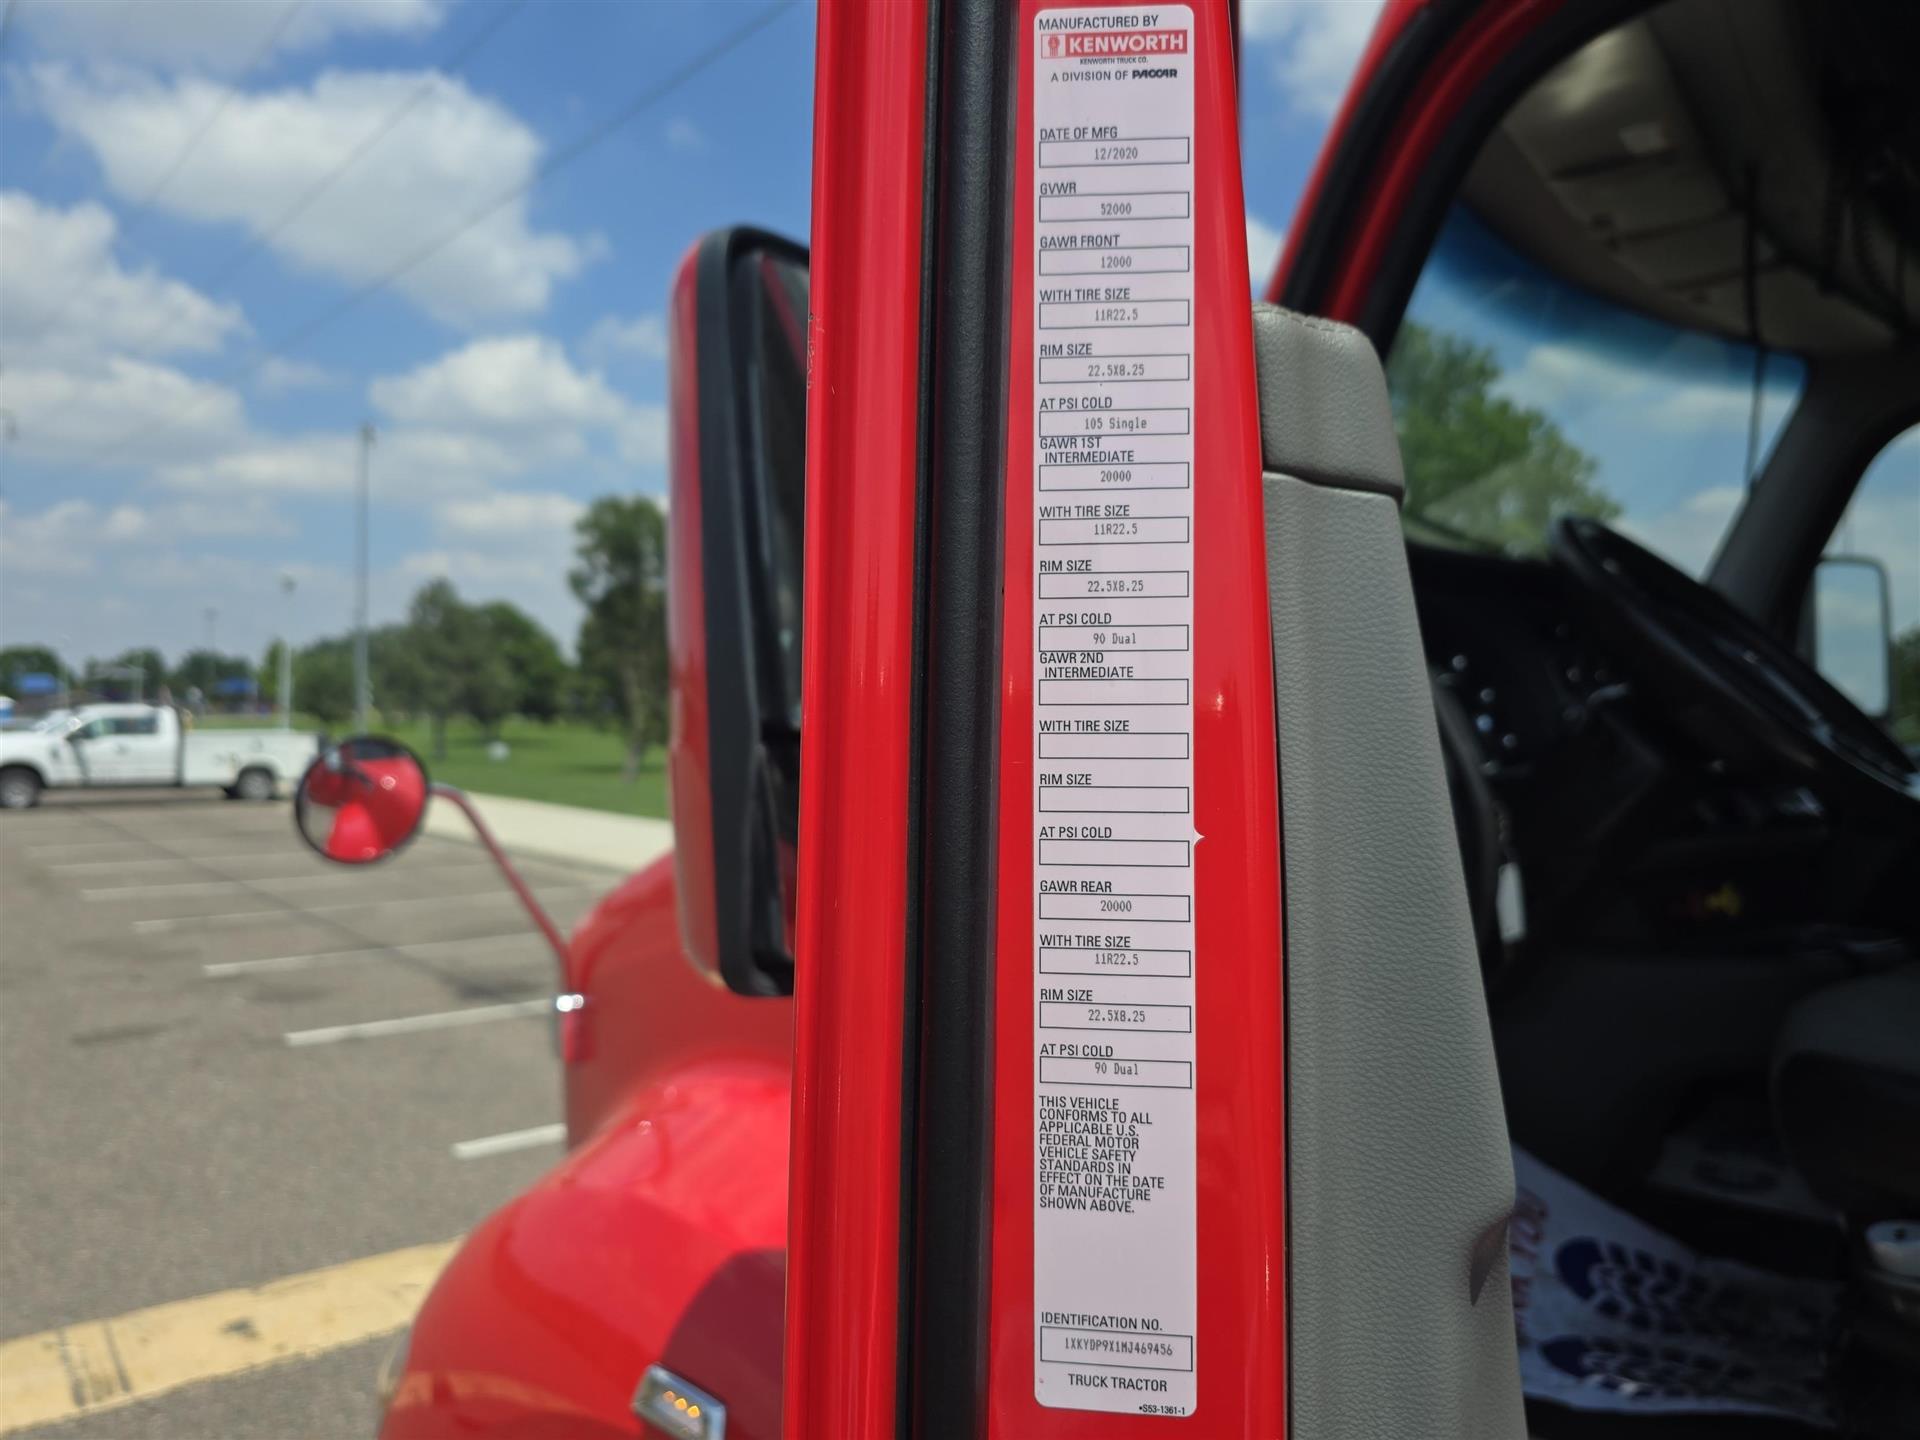 MANUFACTURED BY
KENWORTH
KENWORTH TRUCK CO.
A DIVISION OF PACCAR
DATE OF MFG
12/2020
GVWR
52000
GAWR FRONT
12000
WITH TIRE SIZE
11R22.5
RIM SIZE
22.5X8.25
AT PSI COLD
105 Single
GAWR 1ST
INTERMEDIATE
20000
WITH TIRE SIZE
11R22.5
RIM SIZE
22.5X8.25
AT PSI COLD
90 Dual
GAWR 2ND
INTERMEDIATE
WITH TIRE SIZE
RIM SIZE
AT PSI COLD
GAWR REAR
20000
WITH TIRE SIZE
11R22.5
RIM SIZE
22.5X8.25
AT PSI COLD
90 Dual
THIS VEHICLE
CONFORMS TO ALL
APPLICABLE U.S.
FEDERAL MOTOR
VEHICLE SAFETY
STANDARDS IN
EFFECT ON THE DATE
OF MANUFACTURE
SHOWN ABOVE.
IDENTIFICATION NO.
1XKYDP9X1MJ469456
TRUCK TRACTOR
•S53-1361-1